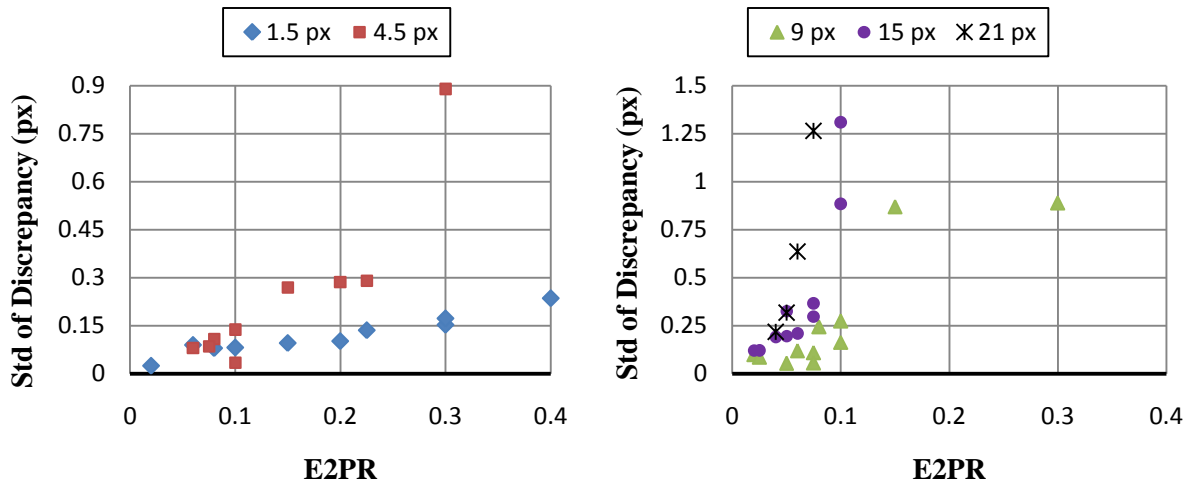 1.5 px 4.5 px
Std of Discrepancy (px)
0.9
0.75
0.6
0.45
0.3
0.15
0
0 0.1 0.2 0.3 0.4
E2PR
9 px 15 px 21 px
Std of Discrepancy (px)
1.5
1.25
1
0.75
0.5
0.25
0
0 0.1 0.2 0.3 0.4
E2PR